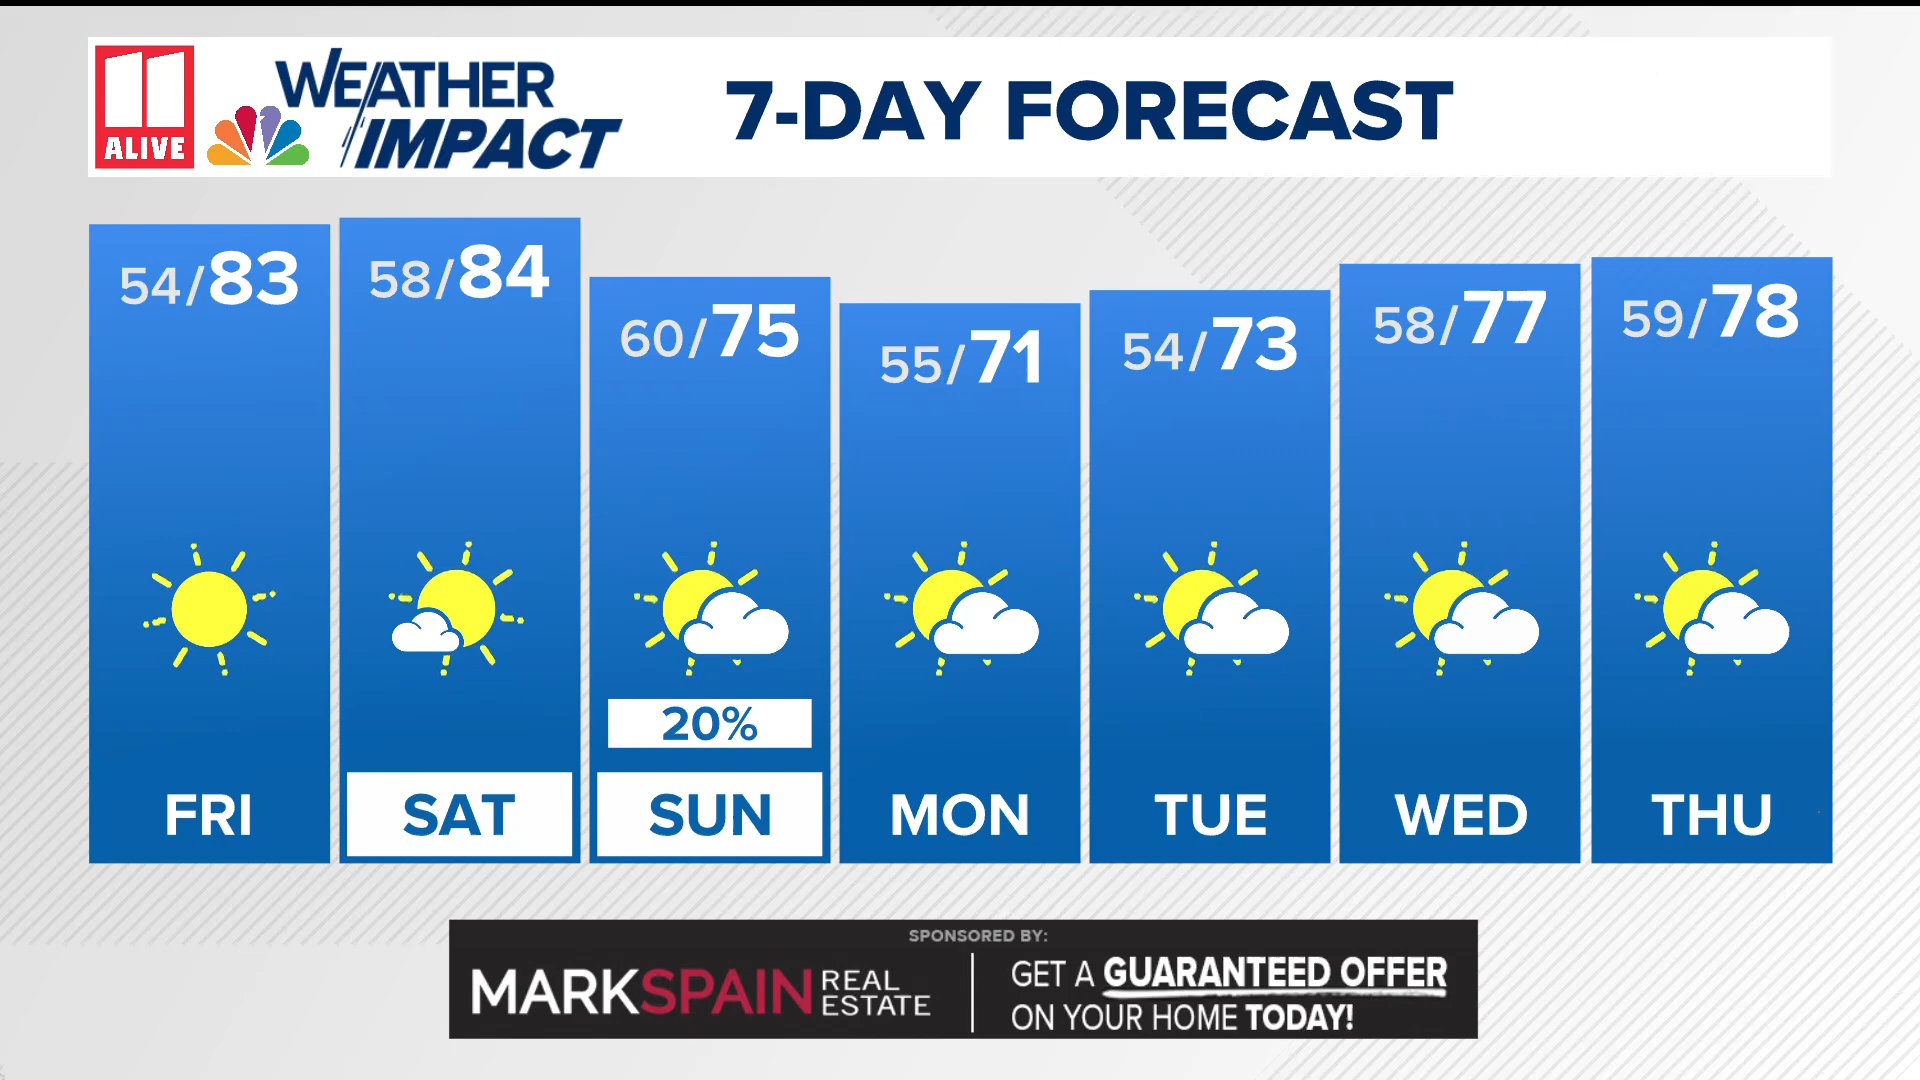 11
ALIVE
WEATHER
IMPACT
7-DAY FORECAST
54/83
58/84
60/75
55/71
54/73
58/77
59/78
20%
FRI
SAT
SUN
MON
TUE
WED
THU
SPONSORED BY:
MARKSPAIN REAL ESTATE
GET A GUARANTEED OFFER
ON YOUR HOME TODAY!